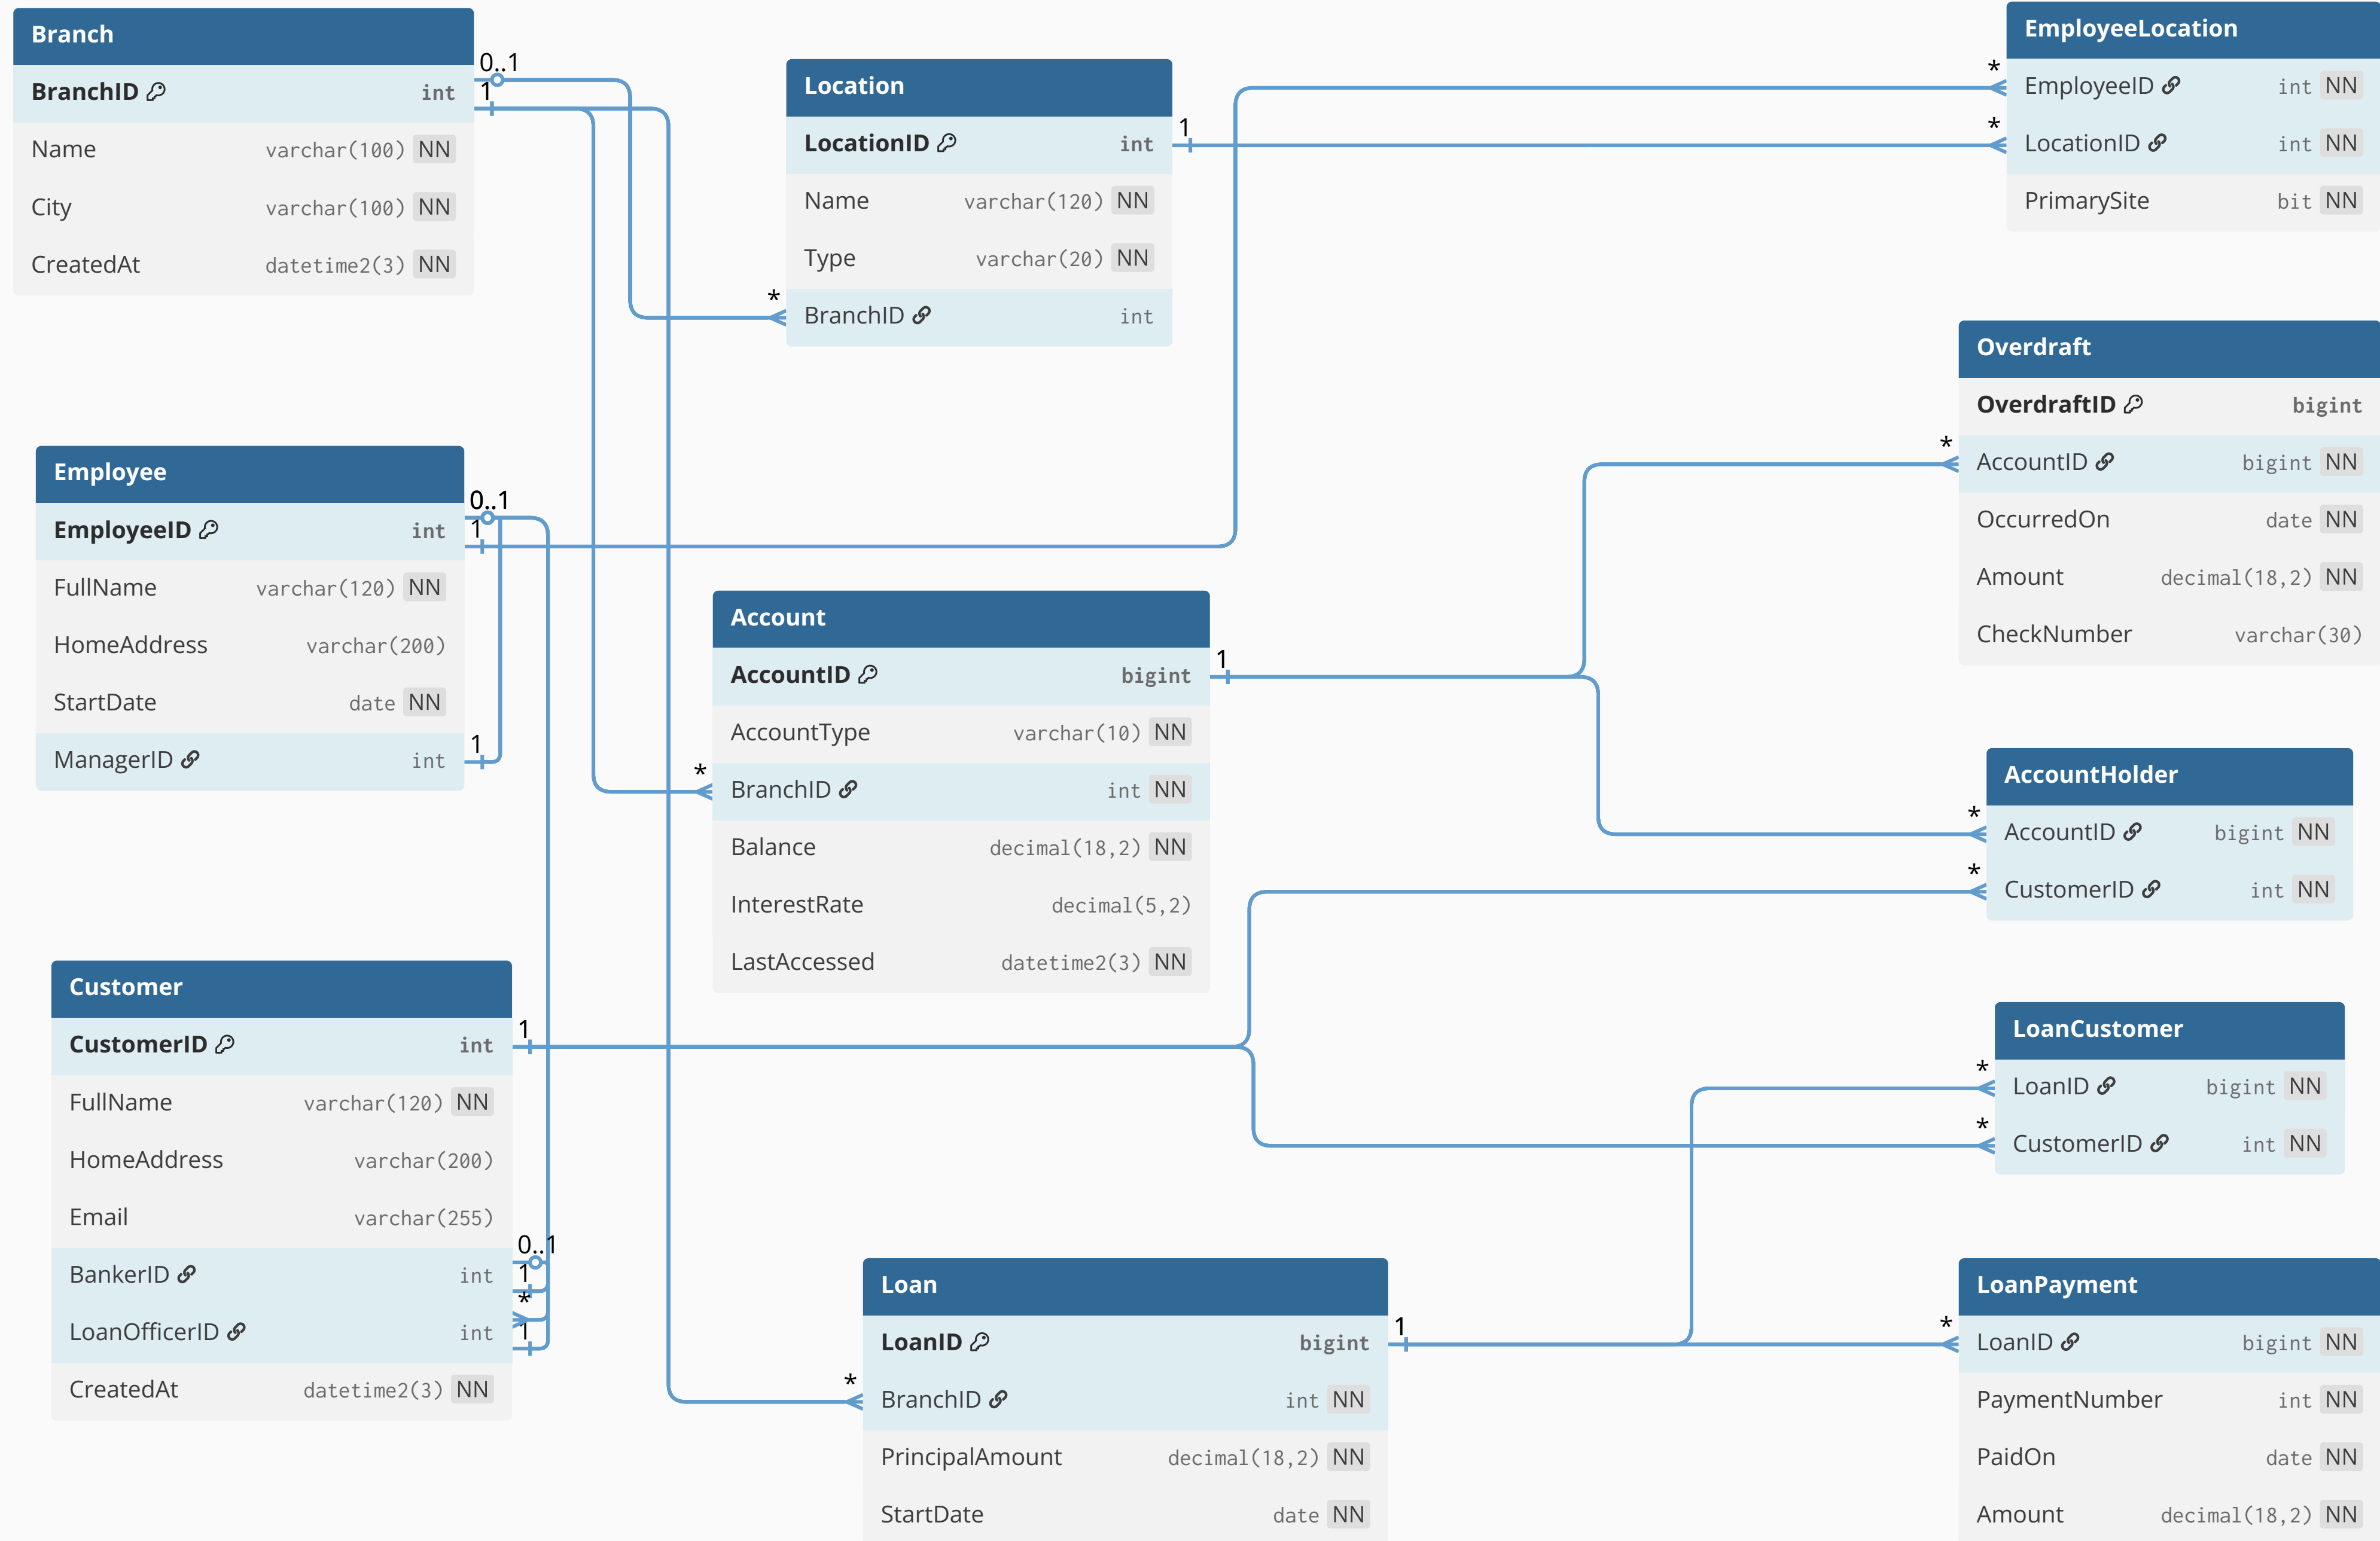 Branch
BranchID int
Name varchar(100) NN
City varchar(100) NN
CreatedAt datetime2(3) NN
0..1
1
Location
LocationID int
Name varchar(120) NN
Type varchar(20) NN
BranchID int
1
*
EmployeeLocation
EmployeeID int NN
LocationID int NN
PrimarySite bit NN
*
*
Overdraft
OverdraftID bigint
AccountID bigint NN
OccurredOn date NN
Amount decimal(18,2) NN
CheckNumber varchar(30)
*
Employee
EmployeeID int
FullName varchar(120) NN
HomeAddress varchar(200)
StartDate date NN
ManagerID int
0..1
1
1
Account
AccountID bigint
AccountType varchar(10) NN
BranchID int NN
Balance decimal(18,2) NN
InterestRate decimal(5,2)
LastAccessed datetime2(3) NN
1
*
AccountHolder
AccountID bigint NN
CustomerID int NN
*
*
Customer
CustomerID int
FullName varchar(120) NN
HomeAddress varchar(200)
Email varchar(255)
BankerID int
LoanOfficerID int
CreatedAt datetime2(3) NN
1
0..1
1
*
1
LoanCustomer
LoanID bigint NN
CustomerID int NN
*
*
Loan
LoanID bigint
BranchID int NN
PrincipalAmount decimal(18,2) NN
StartDate date NN
1
*
LoanPayment
LoanID bigint NN
PaymentNumber int NN
PaidOn date NN
Amount decimal(18,2) NN
*